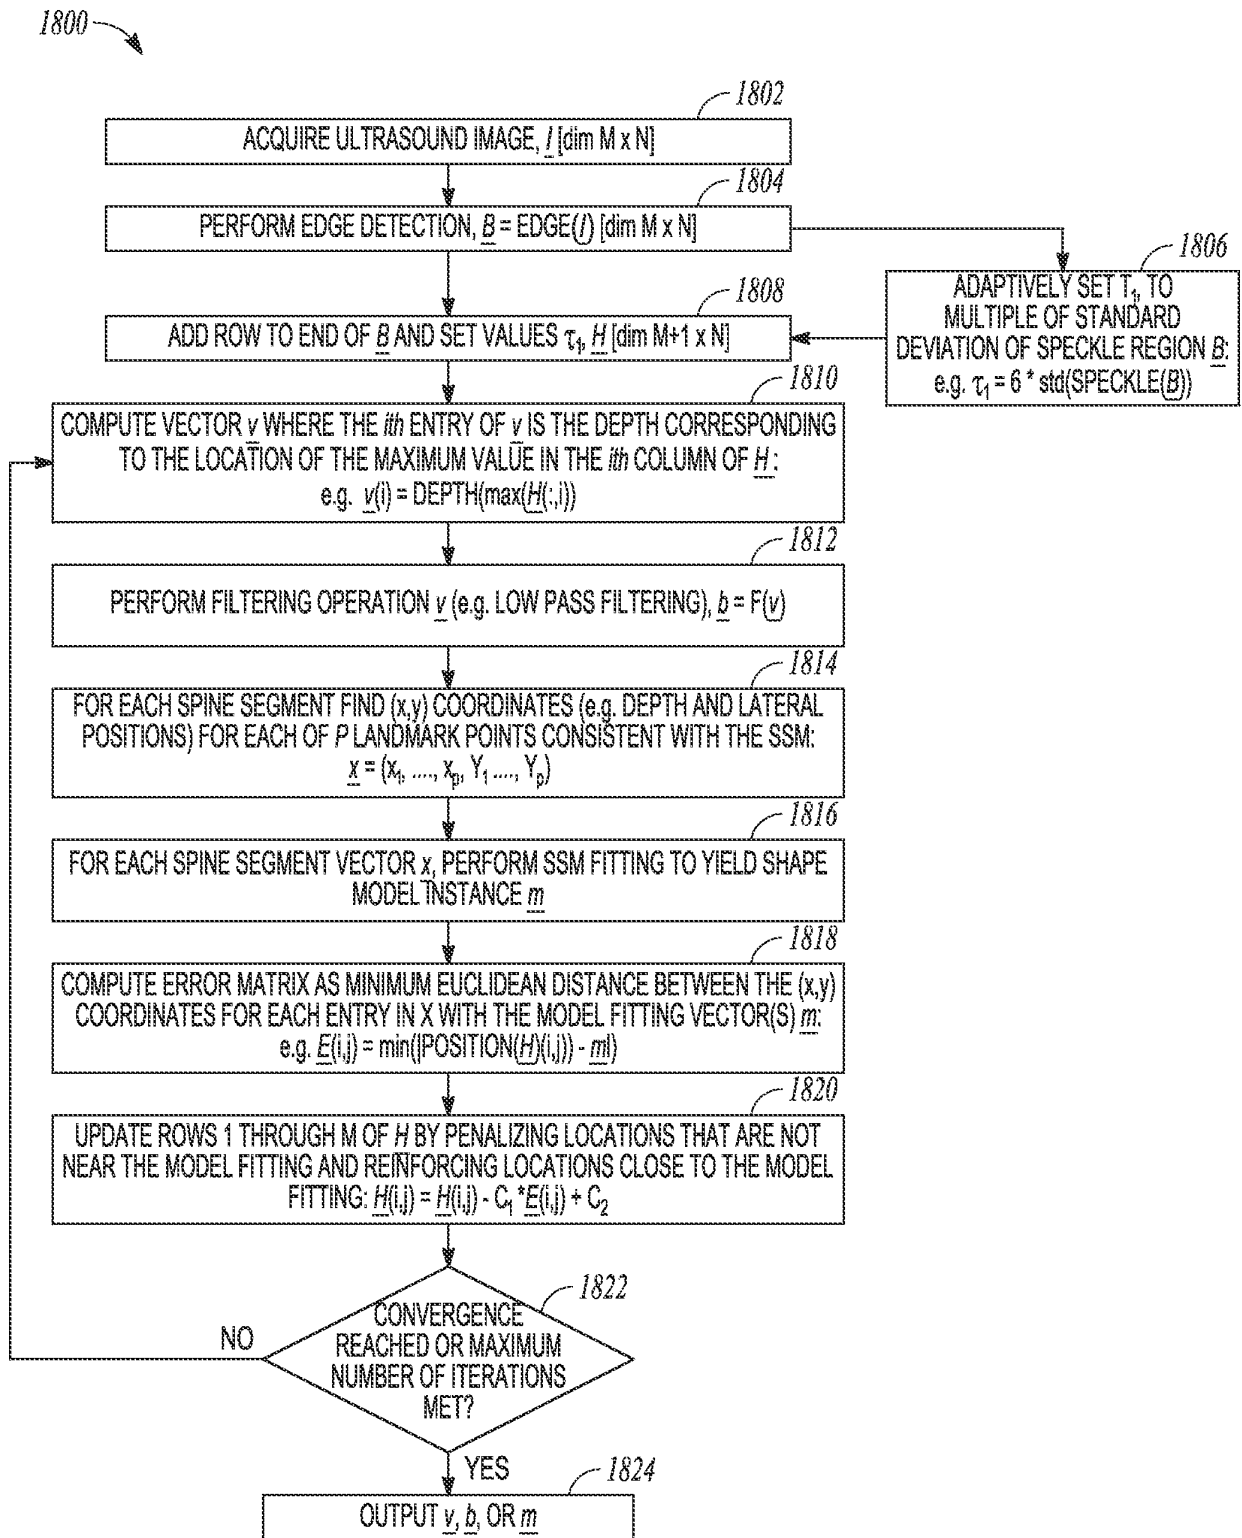 1800
1802
ACQUIRE ULTRASOUND IMAGE, I [dim M x N]
1804
PERFORM EDGE DETECTION, B = EDGE(I) [dim M x N]
1806
ADAPTIVELY SET T1, TO
MULTIPLE OF STANDARD
DEVIATION OF SPECKLE REGION B:
e.g. τ1 = 6 * std(SPECKLE(B))
1808
ADD ROW TO END OF B AND SET VALUES τ1, H [dim M+1 x N]
1810
COMPUTE VECTOR v WHERE THE ith ENTRY OF v IS THE DEPTH CORRESPONDING
TO THE LOCATION OF THE MAXIMUM VALUE IN THE ith COLUMN OF H:
e.g. v(i) = DEPTH(max(H(:,i))
1812
PERFORM FILTERING OPERATION v (e.g. LOW PASS FILTERING), b = F(v)
1814
FOR EACH SPINE SEGMENT FIND (x,y) COORDINATES (e.g. DEPTH AND LATERAL
POSITIONS) FOR EACH OF P LANDMARK POINTS CONSISTENT WITH THE SSM:
x = (x1, ...., xp, Y1 ...., Yp)
1816
FOR EACH SPINE SEGMENT VECTOR x, PERFORM SSM FITTING TO YIELD SHAPE
MODEL INSTANCE m
1818
COMPUTE ERROR MATRIX AS MINIMUM EUCLIDEAN DISTANCE BETWEEN THE (x,y)
COORDINATES FOR EACH ENTRY IN X WITH THE MODEL FITTING VECTOR(S) m:
e.g. E(i,j) = min(|POSITION(H)(i,j)) - m|)
1820
UPDATE ROWS 1 THROUGH M OF H BY PENALIZING LOCATIONS THAT ARE NOT
NEAR THE MODEL FITTING AND REINFORCING LOCATIONS CLOSE TO THE MODEL
FITTING: H(i,j) = H(i,j) - C1 *E(i,j) + C2
1822
CONVERGENCE
REACHED OR MAXIMUM
NUMBER OF ITERATIONS
MET?
NO
YES
1824
OUTPUT v, b, OR m